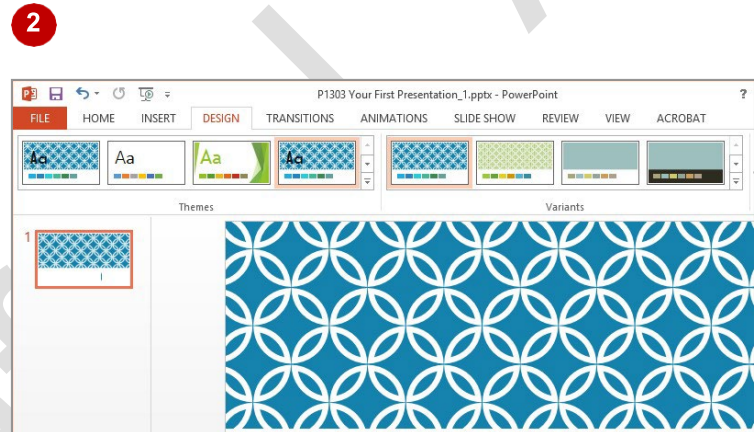 2
P1303 Your First Presentation_1.pptx - PowerPoint ?
FILE HOME INSERT DESIGN TRANSITIONS ANIMATIONS SLIDE SHOW REVIEW VIEW ACROBAT
Aa Aa Aa Aa
Themes Variants
1